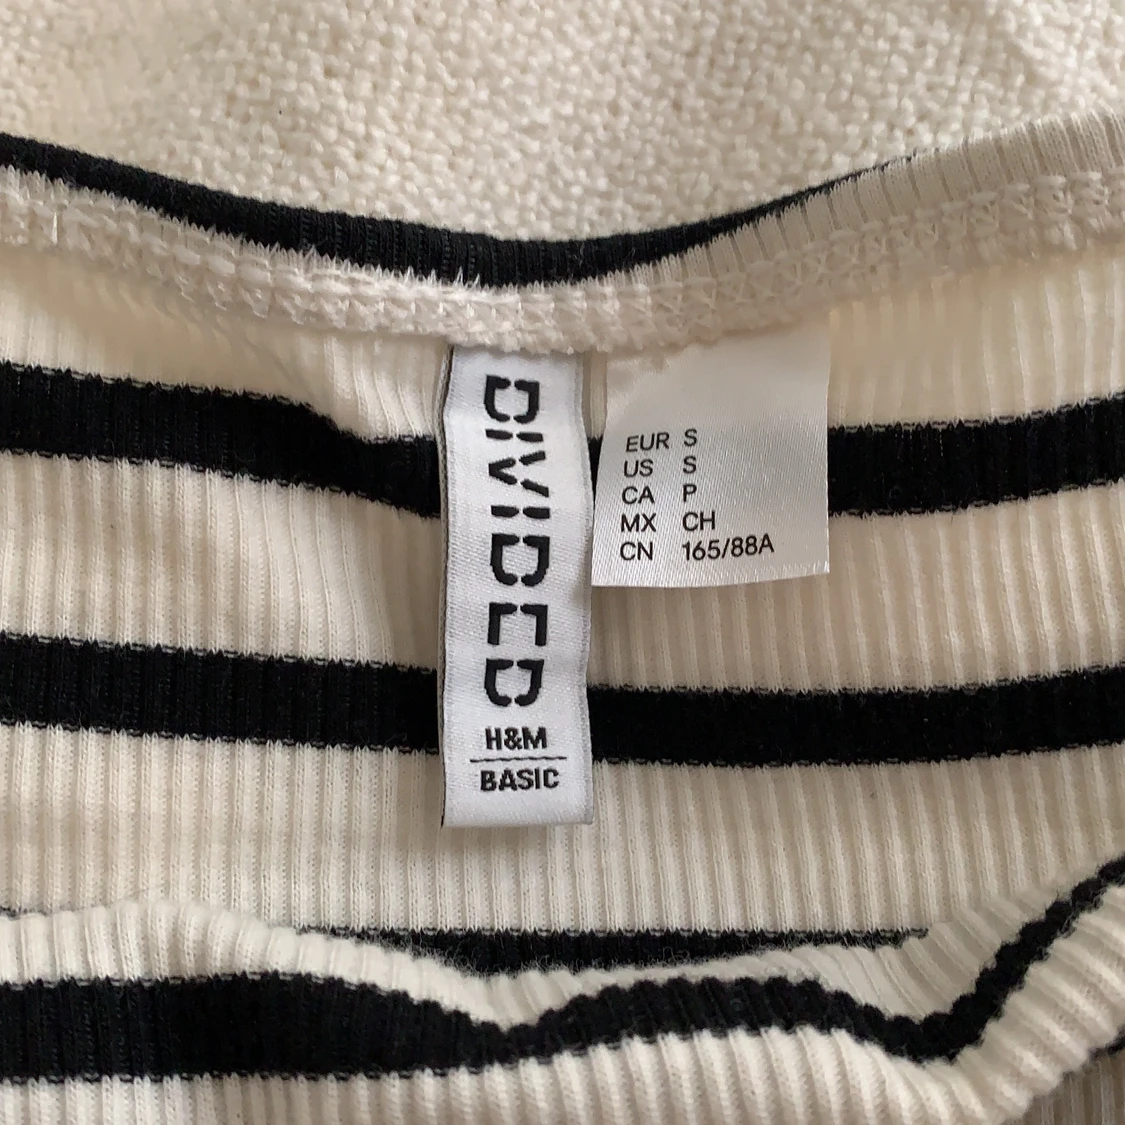 DIVIDED
H&M
BASIC
EUR S
US S
CA P
MX CH
CN 165/88A